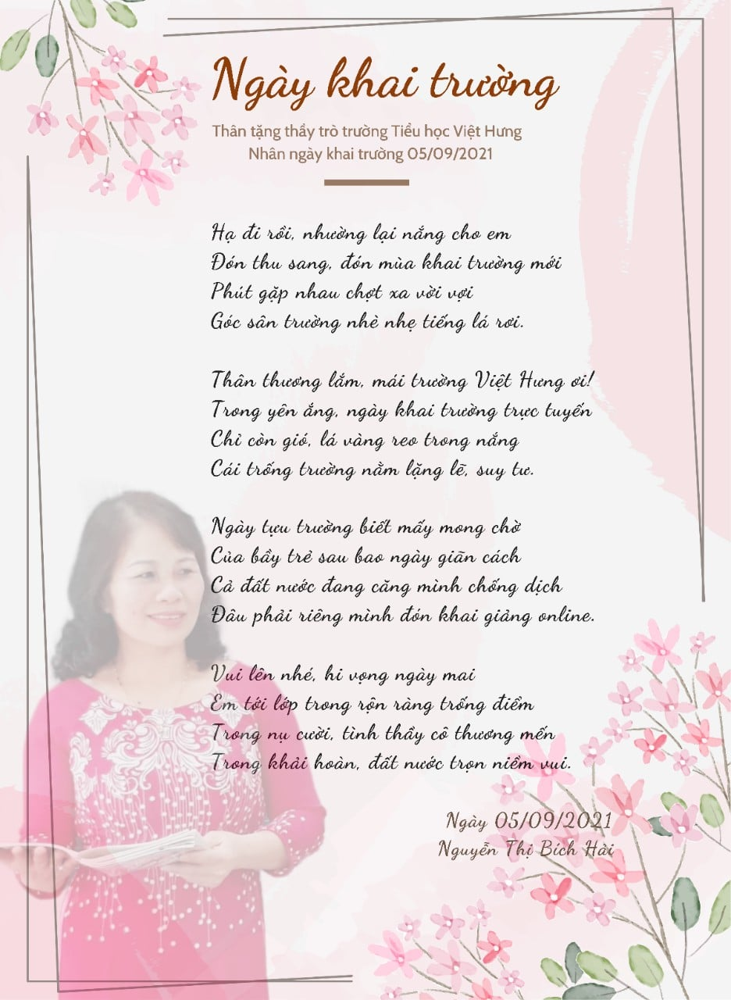 Ngày khai trường
Thân tặng thầy trò trường Tiểu học Việt Hưng
Nhân ngày khai trường 05/09/2021
Hạ đi rồi, nhường lại nắng cho em
Đón thu sang, đón mùa khai trường mới
Phút gặp nhau chợt xa vời vợi
Góc sân trường nhè nhẹ tiếng lá rơi.
Thân thương lắm, mái trường Việt Hưng ơi!
Trong yên ắng, ngày khai trường trực tuyến
Chỉ còn gió, lá vàng reo trong nắng
Cái trống trường nằm lặng lẽ, suy tư.
Ngày tựu trường biết mấy mong chờ
Của bầy trẻ sau bao ngày giãn cách
Cả đất nước đang căng mình chống dịch
Đâu phải riêng mình đón khai giảng online.
Vui lên nhé, hi vọng ngày mai
Em tới lớp trong rộn ràng trống điểm
Trong nụ cười, tình thầy cô thương mến
Trong khải hoàn, đất nước trọn niềm vui.
Ngày 05/09/2021
Nguyễn Thị Bích Hài